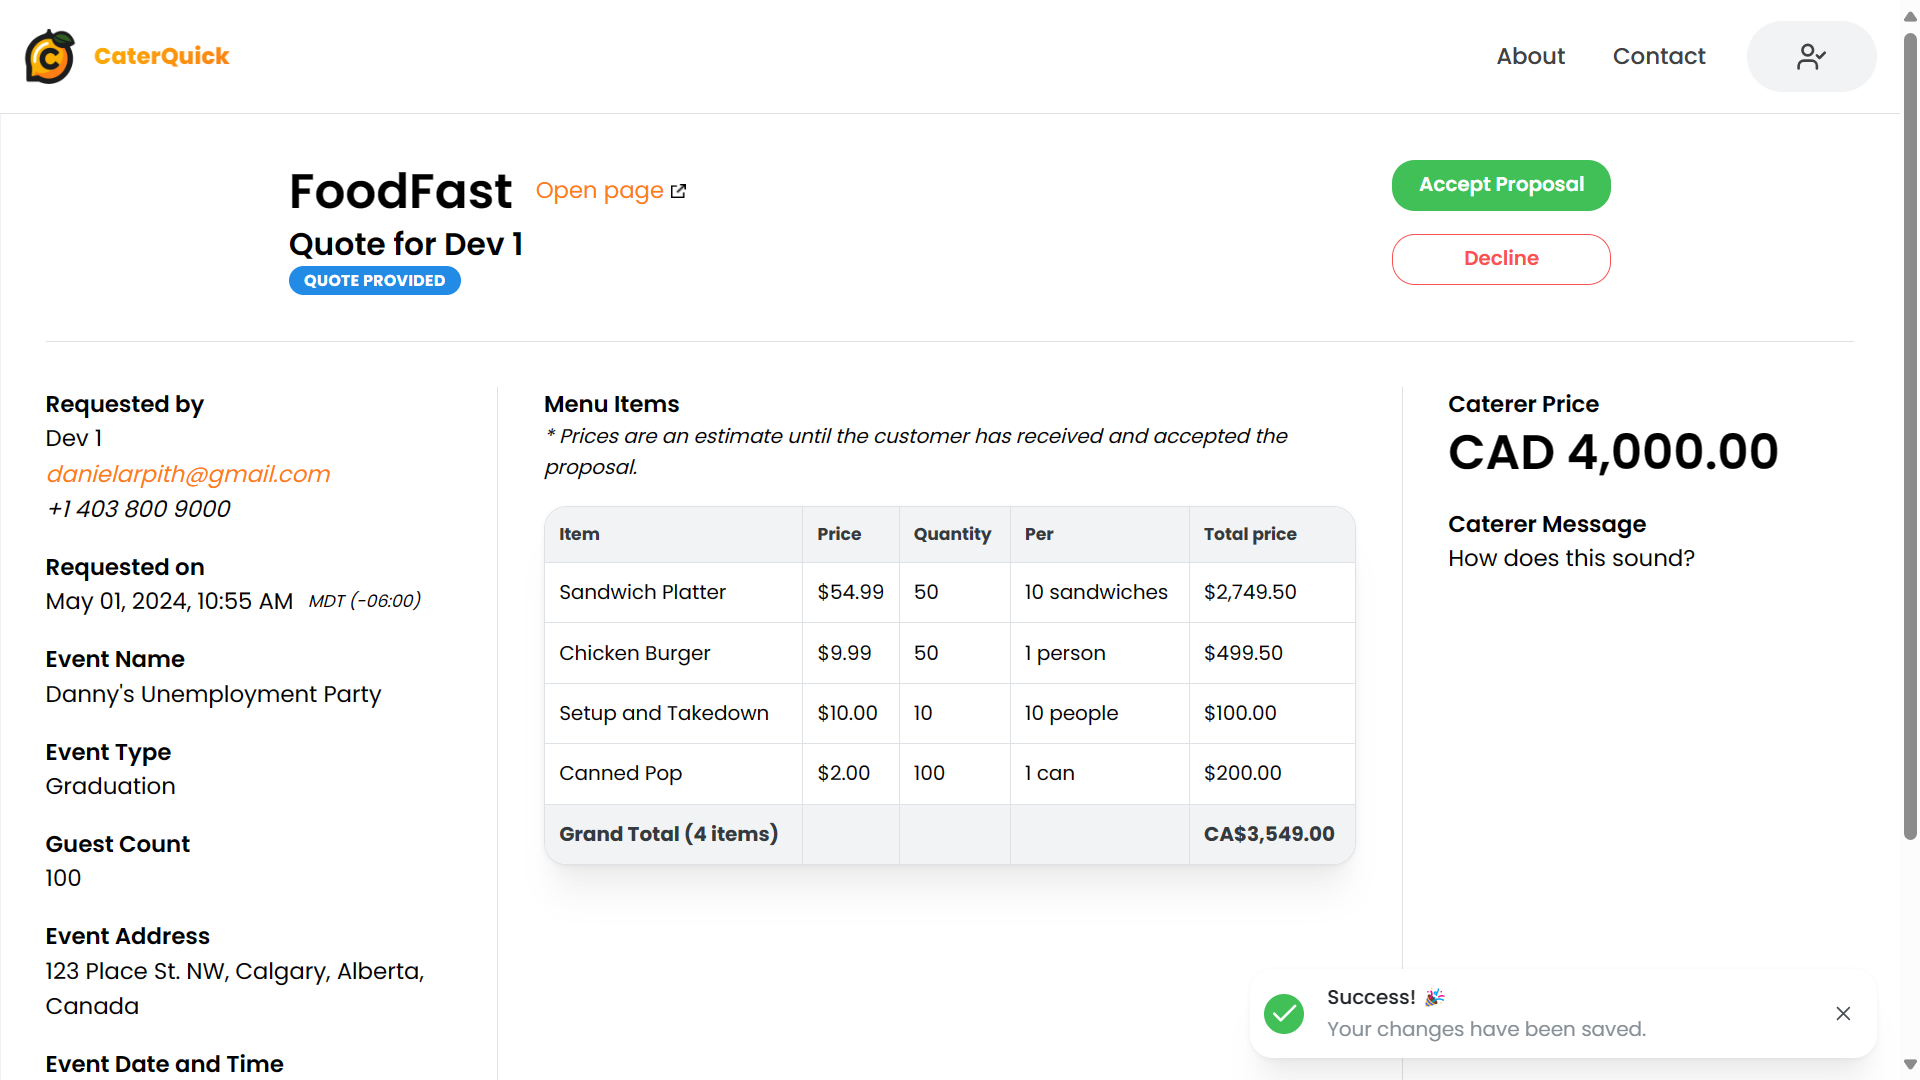 CaterQuick
About
Contact
FoodFast
Open page
Quote for Dev 1
QUOTE PROVIDED
Accept Proposal
Decline
Requested by
Dev 1
danielarpith@gmail.com
+1 403 800 9000
Requested on
May 01, 2024, 10:55 AM MDT (-06:00)
Event Name
Danny's Unemployment Party
Event Type
Graduation
Guest Count
100
Event Address
123 Place St. NW, Calgary, Alberta,
Canada
Event Date and Time
Menu Items
* Prices are an estimate until the customer has received and accepted the
proposal.
Item Price Quantity Per Total price
Sandwich Platter $54.99 50 10 sandwiches $2,749.50
Chicken Burger $9.99 50 1 person $499.50
Setup and Takedown $10.00 10 10 people $100.00
Canned Pop $2.00 100 1 can $200.00
Grand Total (4 items) CA$3,549.00
Caterer Price
CAD 4,000.00
Caterer Message
How does this sound?
Success! 🎉
Your changes have been saved.